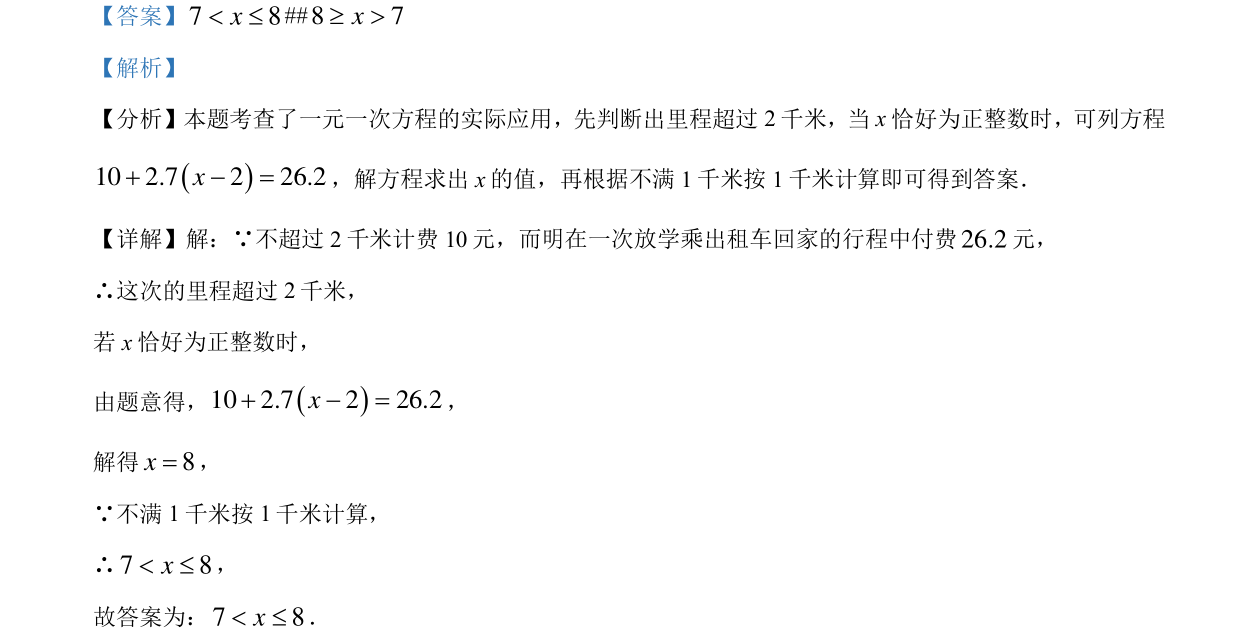 【答案】7 < x ≤ 8##8 ≥ x > 7
【解析】
【分析】本题考查了一元一次方程的实际应用，先判断出里程超过 2 千米，当 x 恰好为正整数时，可列方程
10 + 2.7(x − 2) = 26.2，解方程求出 x 的值，再根据不满 1 千米按 1 千米计算即可得到答案．
【详解】解：∵不超过 2 千米计费 10 元，而明在一次放学乘出租车回家的行程中付费 26.2 元，
∴这次的里程超过 2 千米，
若 x 恰好为正整数时，
由题意得，10 + 2.7(x − 2) = 26.2，
解得 x = 8，
∵不满 1 千米按 1 千米计算，
∴ 7 < x ≤ 8，
故答案为：7 < x ≤ 8．